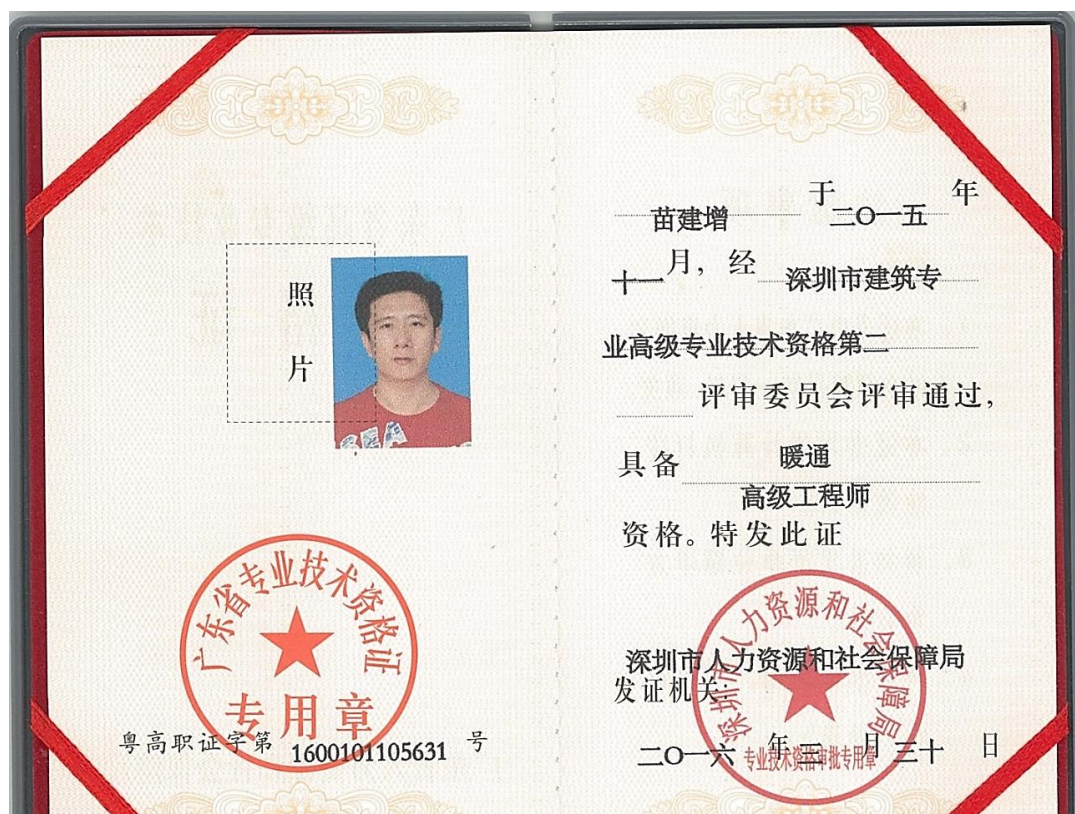 照
片
广东省专业技术资格证
专用章
粤高职证字第 1600101105631 号
苗建增 于 二〇一五 年
十一 月，经 深圳市建筑专
业高级专业技术资格第二
评审委员会评审通过，
具备 暖通
高级工程师
资格。特发此证
深圳市人力资源和社会保障局
深圳市人力资源和社会保障局
发证机关：
二〇一六 年 三 月 三十 日
专业技术资格审批专用章